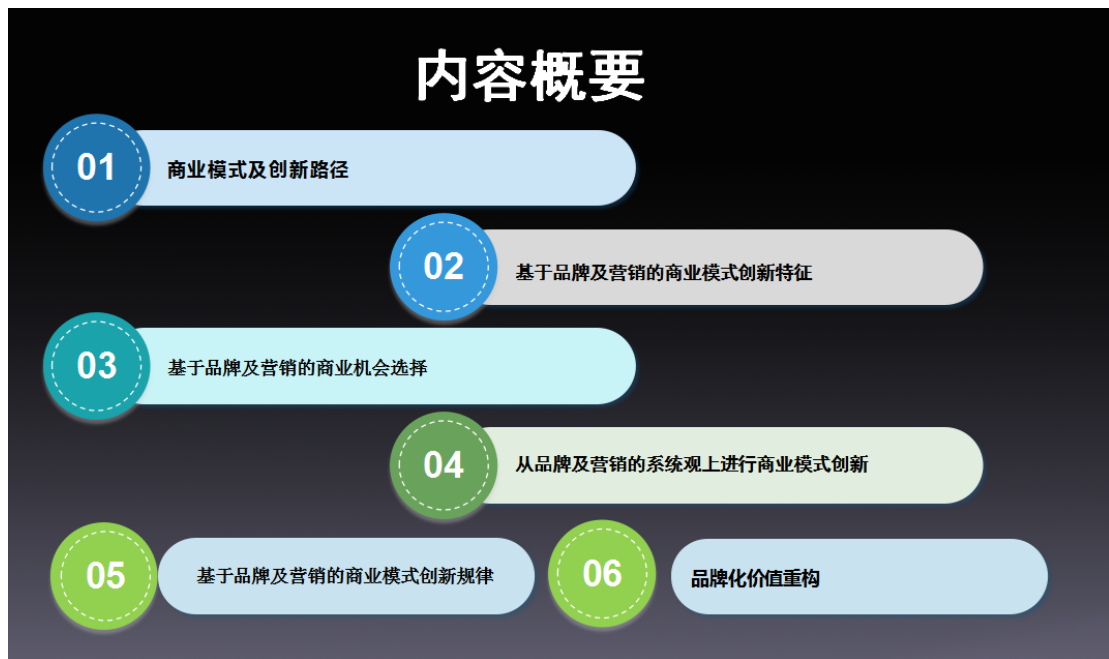 内容概要
01
商业模式及创新路径
02
基于品牌及营销的商业模式创新特征
03
基于品牌及营销的商业机会选择
04
从品牌及营销的系统观上进行商业模式创新
05
基于品牌及营销的商业模式创新规律
06
品牌化价值重构